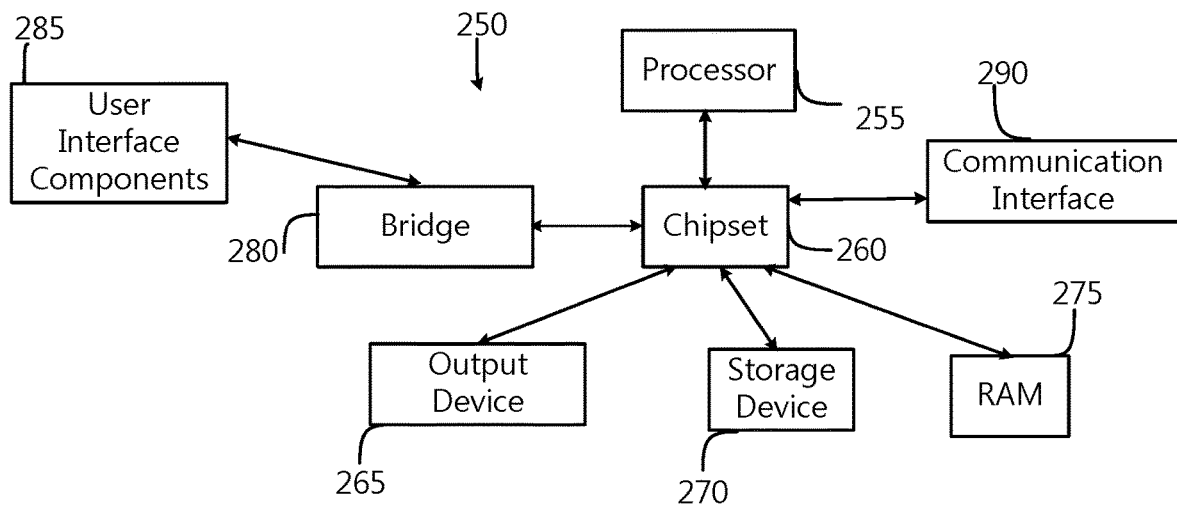 285
250
Processor
290
User
Interface
Components
255
Communication
Interface
Bridge
Chipset
280
260
275
Output
Device
Storage
Device
RAM
265
270